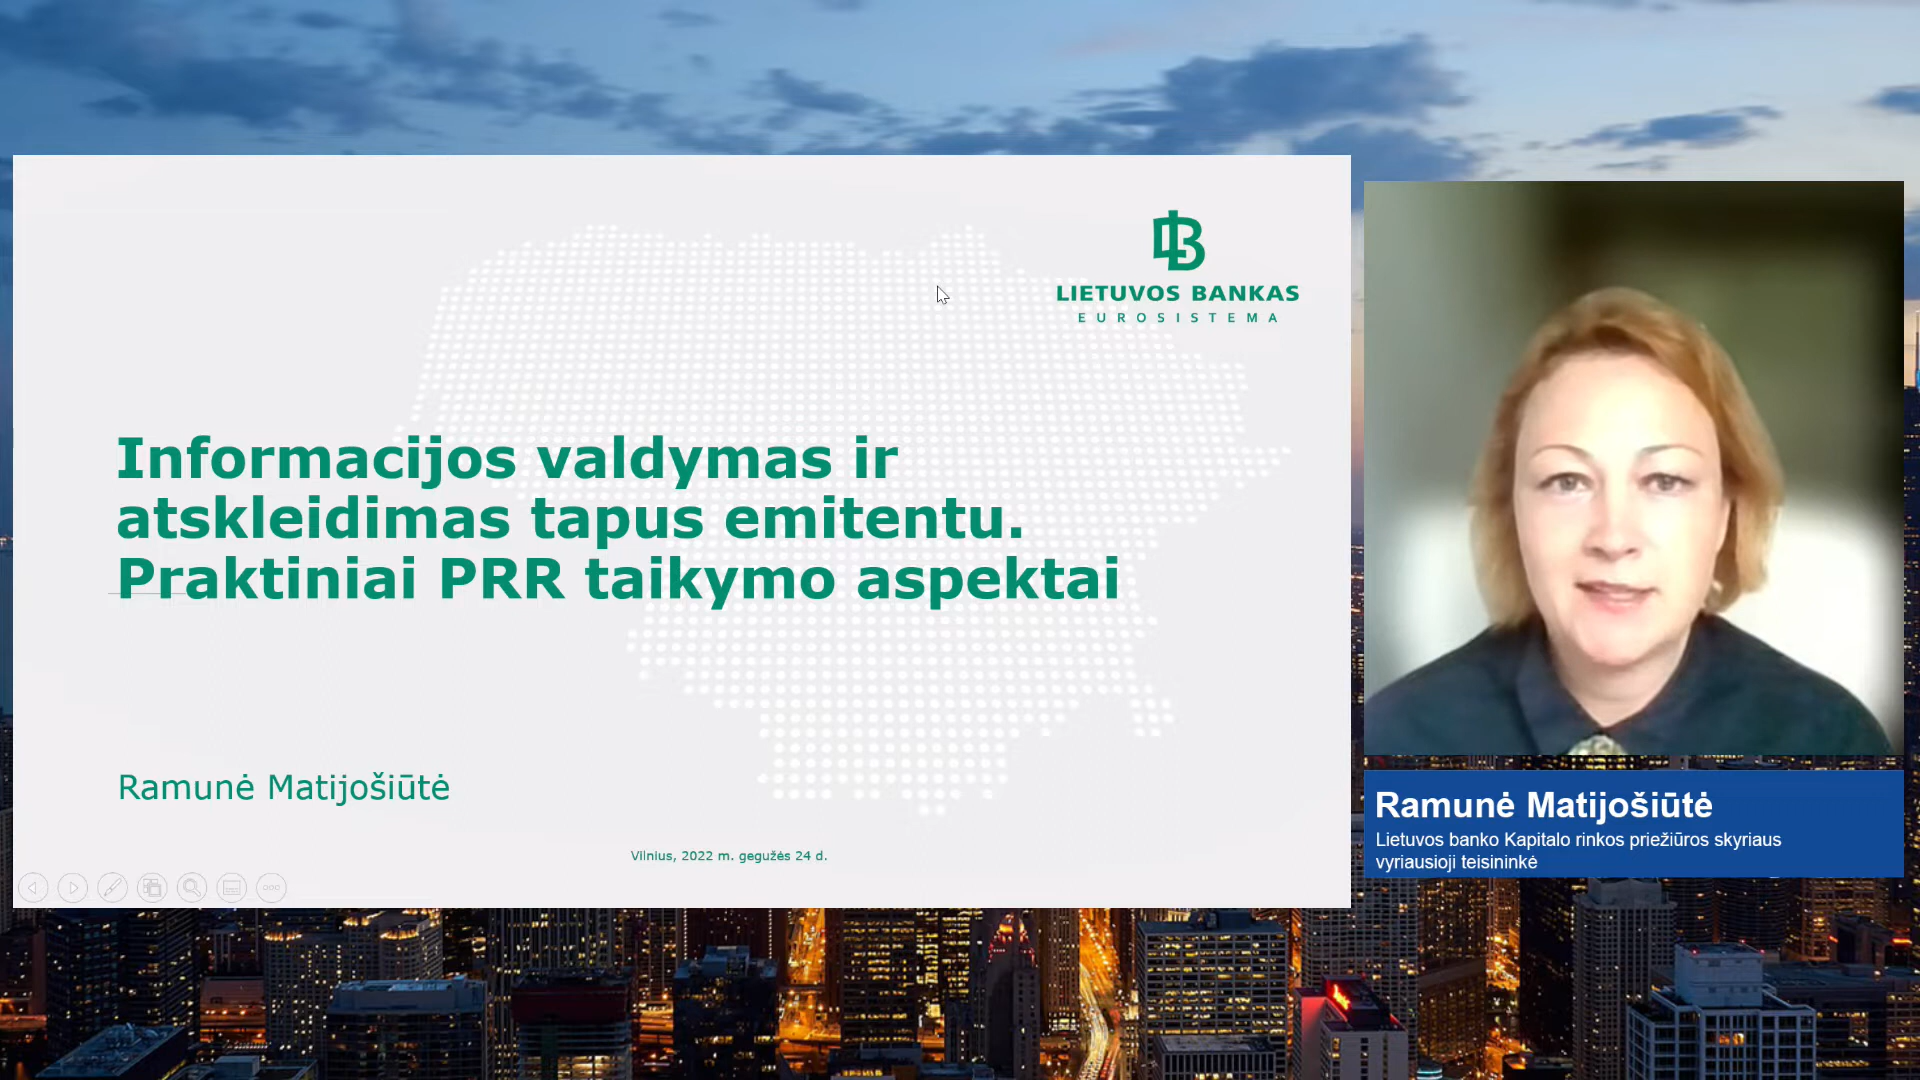 LIETUVOS BANKAS
EUROSISTEMA
Informacijos valdymas ir
atskleidimas tapus emitentu.
Praktiniai PRR taikymo aspektai
Ramunė Matijošiūtė
Vilnius, 2022 m. gegužės 24 d.
Ramunė Matijošiūtė
Lietuvos banko Kapitalo rinkos priežiūros skyriaus
vyriausioji teisininkė